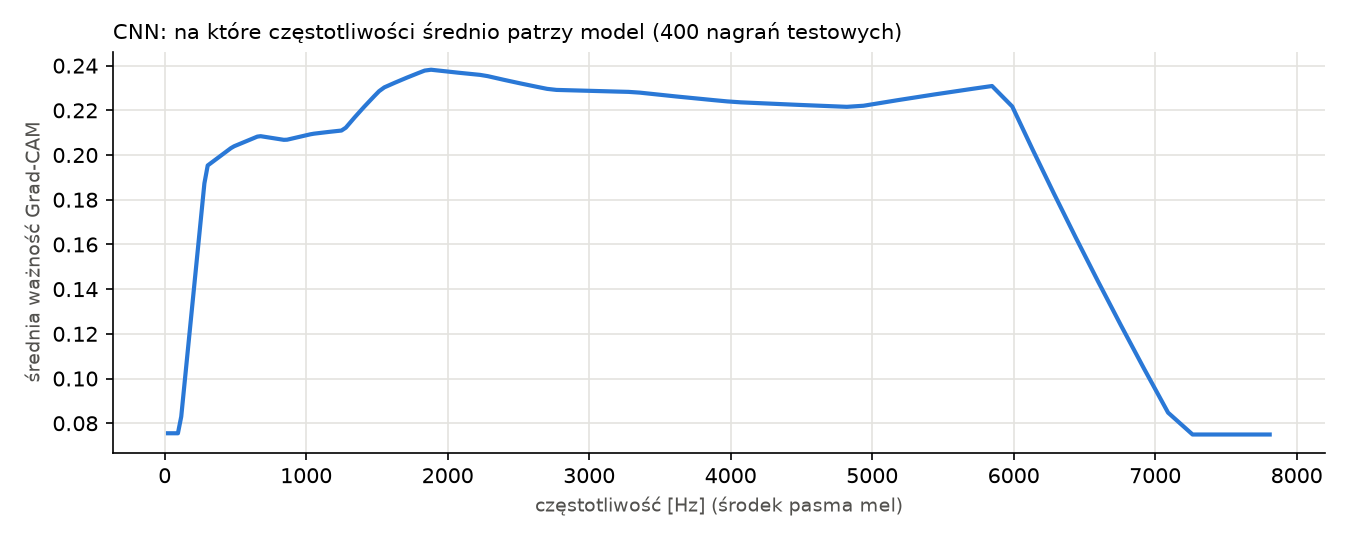 CNN: na które częstotliwości średnio patrzy model (400 nagrań testowych)
średnia ważność Grad-CAM
0.24
0.22
0.20
0.18
0.16
0.14
0.12
0.10
0.08
0 1000 2000 3000 4000 5000 6000 7000 8000
częstotliwość [Hz] (środek pasma mel)